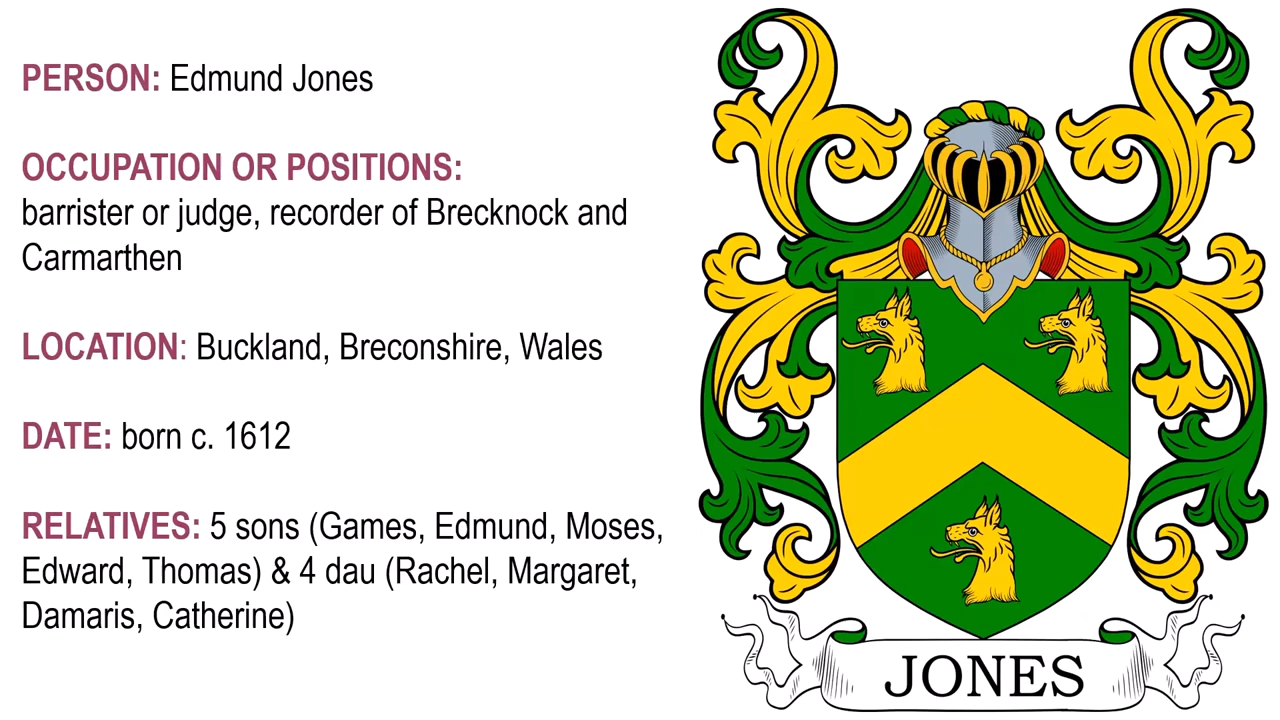 PERSON: Edmund Jones
OCCUPATION OR POSITIONS:
barrister or judge, recorder of Brecknock and
Carmarthen
LOCATION: Buckland, Breconshire, Wales
DATE: born c. 1612
RELATIVES: 5 sons (Games, Edmund, Moses,
Edward, Thomas) & 4 dau (Rachel, Margaret,
Damaris, Catherine)
JONES